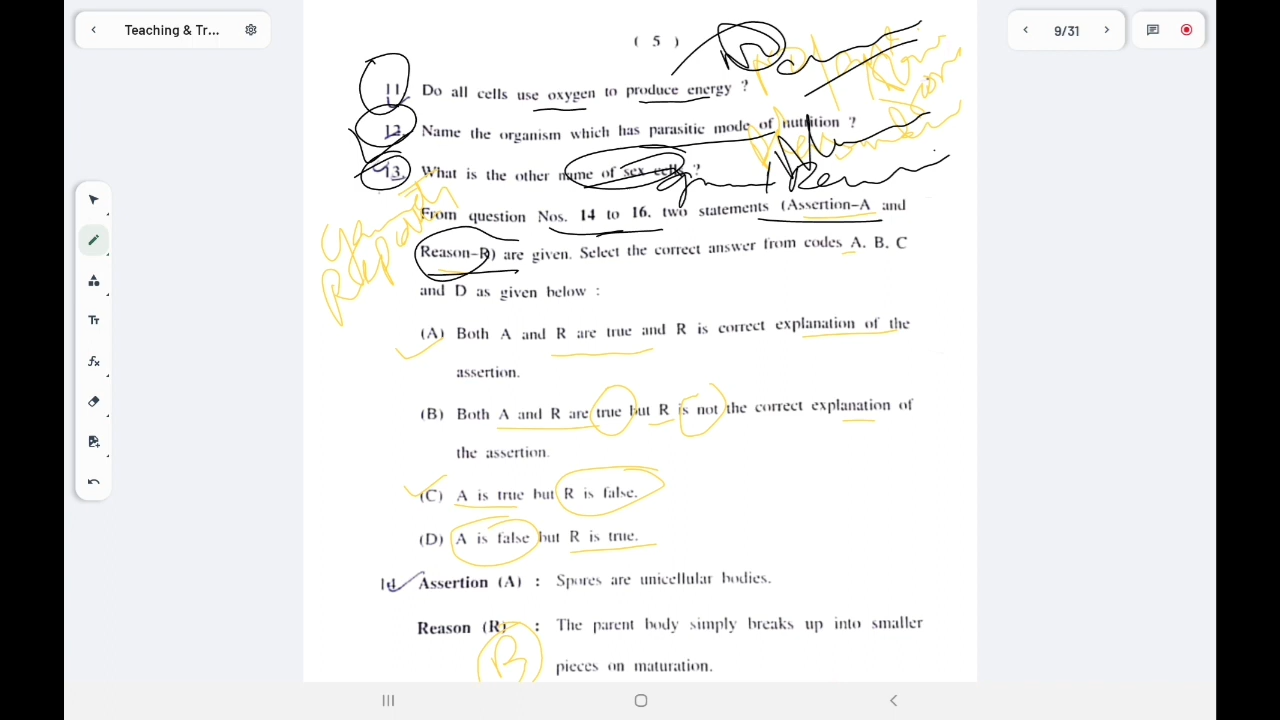 Teaching & Tr...
9/31
( 5 )
11. Do all cells use oxygen to produce energy ?
12. Name the organism which has parasitic mode of nutrition ?
13. What is the other name of sex cells ?
From question Nos. 14 to 16, two statements (Assertion–A and
Reason–R) are given. Select the correct answer from codes A, B, C
and D as given below :
(A) Both A and R are true and R is correct explanation of the
assertion.
(B) Both A and R are true but R is not the correct explanation of
the assertion.
(C) A is true but R is false.
(D) A is false but R is true.
14. Assertion (A) : Spores are unicellular bodies.
Reason (R) : The parent body simply breaks up into smaller
B
pieces on maturation.
Tr
fx